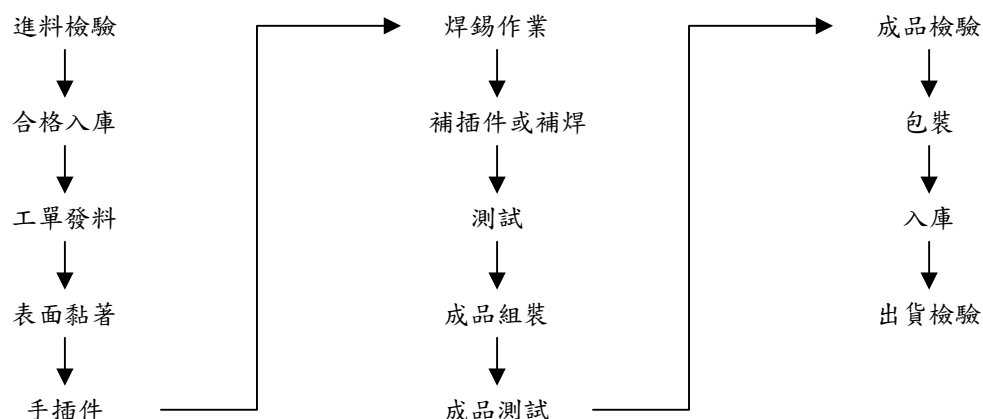 進料檢驗
合格入庫
工單發料
表面黏著
手插件
焊錫作業
補插件或補焊
測試
成品組裝
成品測試
成品檢驗
包裝
入庫
出貨檢驗